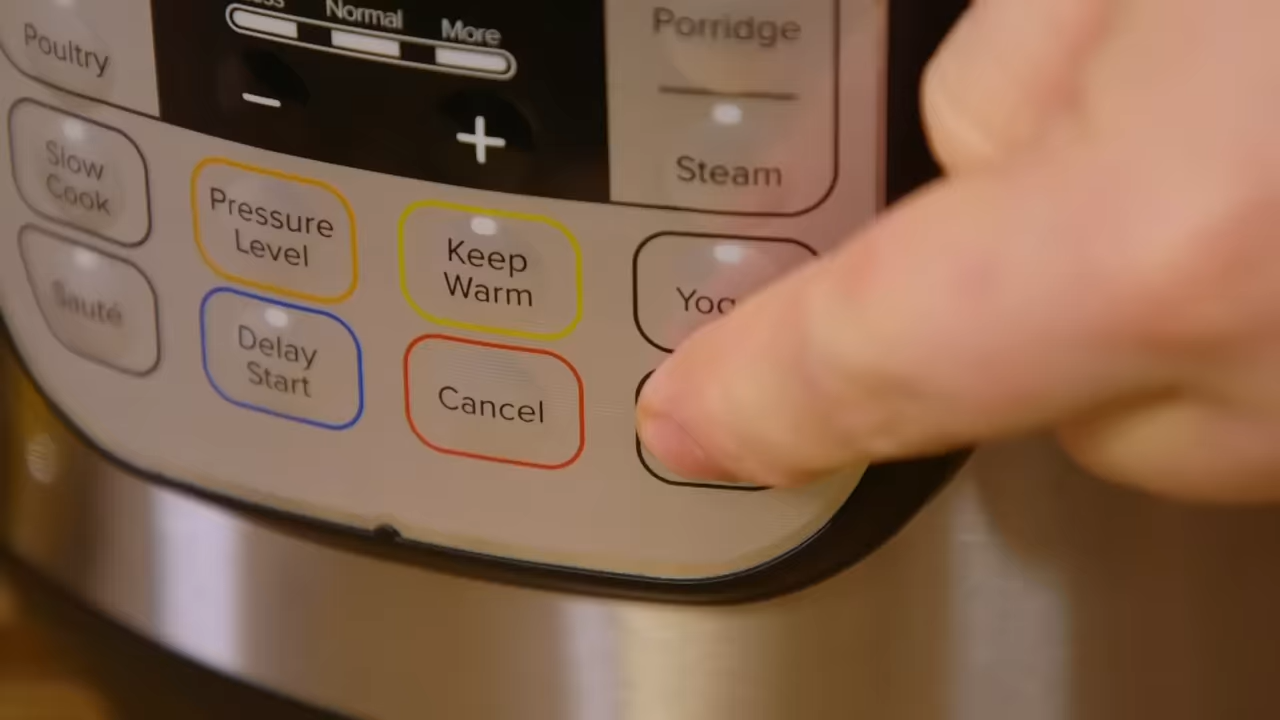 Normal
More
Porridge
Poultry
Steam
Slow
Cook
Pressure
Level
Keep
Warm
Sauté
Delay
Start
Cancel